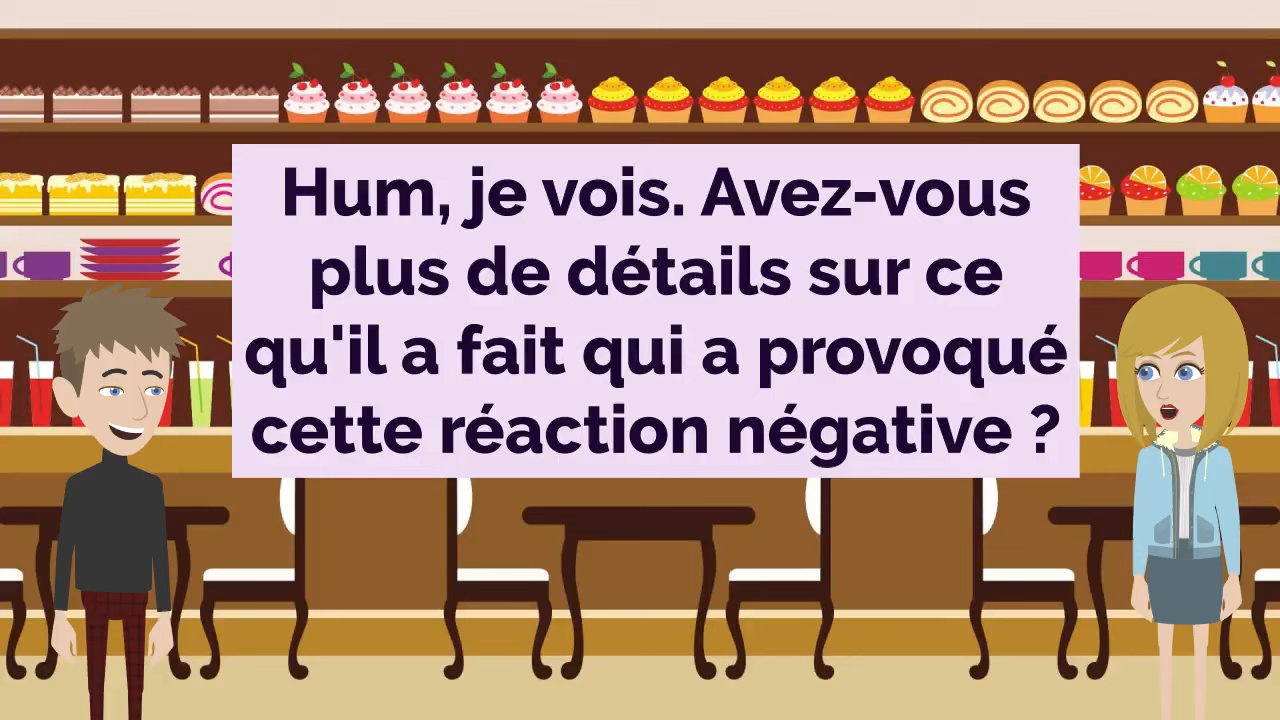 Hum, je vois. Avez-vous
plus de détails sur ce
qu'il a fait qui a provoqué
cette réaction négative ?